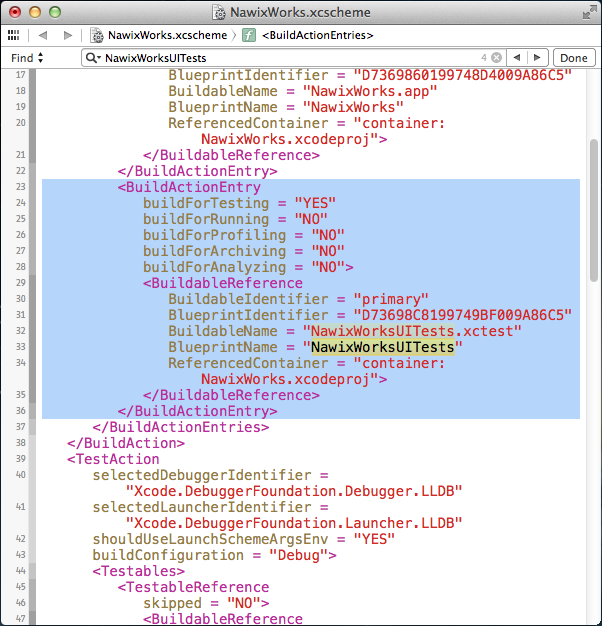 NawixWorks.xcscheme
NawixWorks.xcscheme 〉 f <BuildActionEntries>
Find NawixWorksUITests 4 Done
17 BlueprintIdentifier = "D7369860199748D4009A86C5"
18 BuildableName = "NawixWorks.app"
19 BlueprintName = "NawixWorks"
20 ReferencedContainer = "container:
NawixWorks.xcodeproj">
21 </BuildableReference>
22 </BuildActionEntry>
23 <BuildActionEntry
24 buildForTesting = "YES"
25 buildForRunning = "NO"
26 buildForProfiling = "NO"
27 buildForArchiving = "NO"
28 buildForAnalyzing = "NO">
29 <BuildableReference
30 BuildableIdentifier = "primary"
31 BlueprintIdentifier = "D73698C8199749BF009A86C5"
32 BuildableName = "NawixWorksUITests.xctest"
33 BlueprintName = "NawixWorksUITests"
34 ReferencedContainer = "container:
NawixWorks.xcodeproj">
35 </BuildableReference>
36 </BuildActionEntry>
37 </BuildActionEntries>
38 </BuildAction>
39 <TestAction
40 selectedDebuggerIdentifier =
"Xcode.DebuggerFoundation.Debugger.LLDB"
41 selectedLauncherIdentifier =
"Xcode.DebuggerFoundation.Launcher.LLDB"
42 shouldUseLaunchSchemeArgsEnv = "YES"
43 buildConfiguration = "Debug">
44 <Testables>
45 <TestableReference
46 skipped = "NO">
47 <BuildableReference